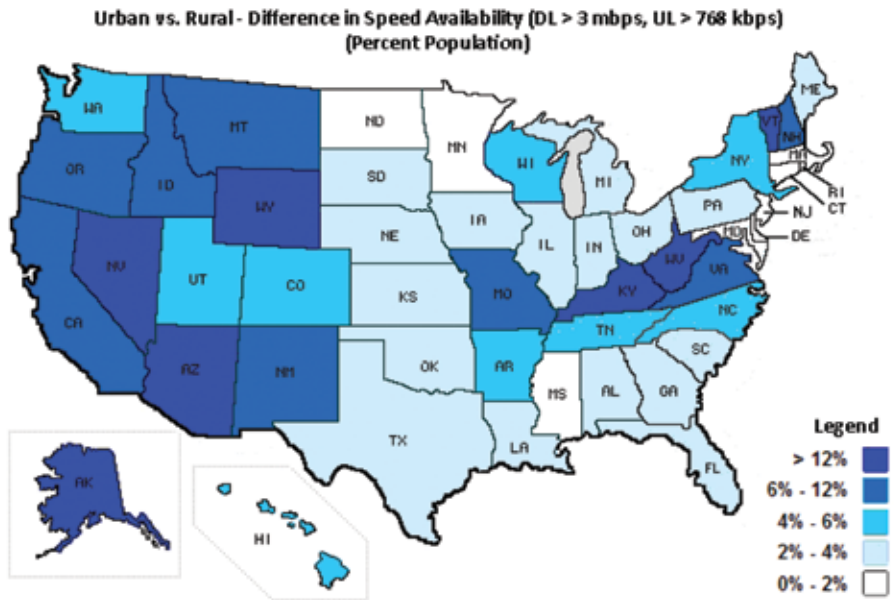 Urban vs. Rural - Difference in Speed Availability (DL > 3 mbps, UL > 768 kbps)
(Percent Population)
WA
MT
ND
MN
ME
VT
NH
OR
ID
SD
WI
NY
MA
WY
MI
RI
CT
IA
PA
NJ
NE
OH
MD
DE
NV
UT
CO
IL
IN
WV
VA
CA
KS
MO
KY
NC
TN
AZ
NM
OK
AR
SC
MS
AL
GA
TX
LA
FL
AK
HI
Legend
> 12%
6% - 12%
4% - 6%
2% - 4%
0% - 2%